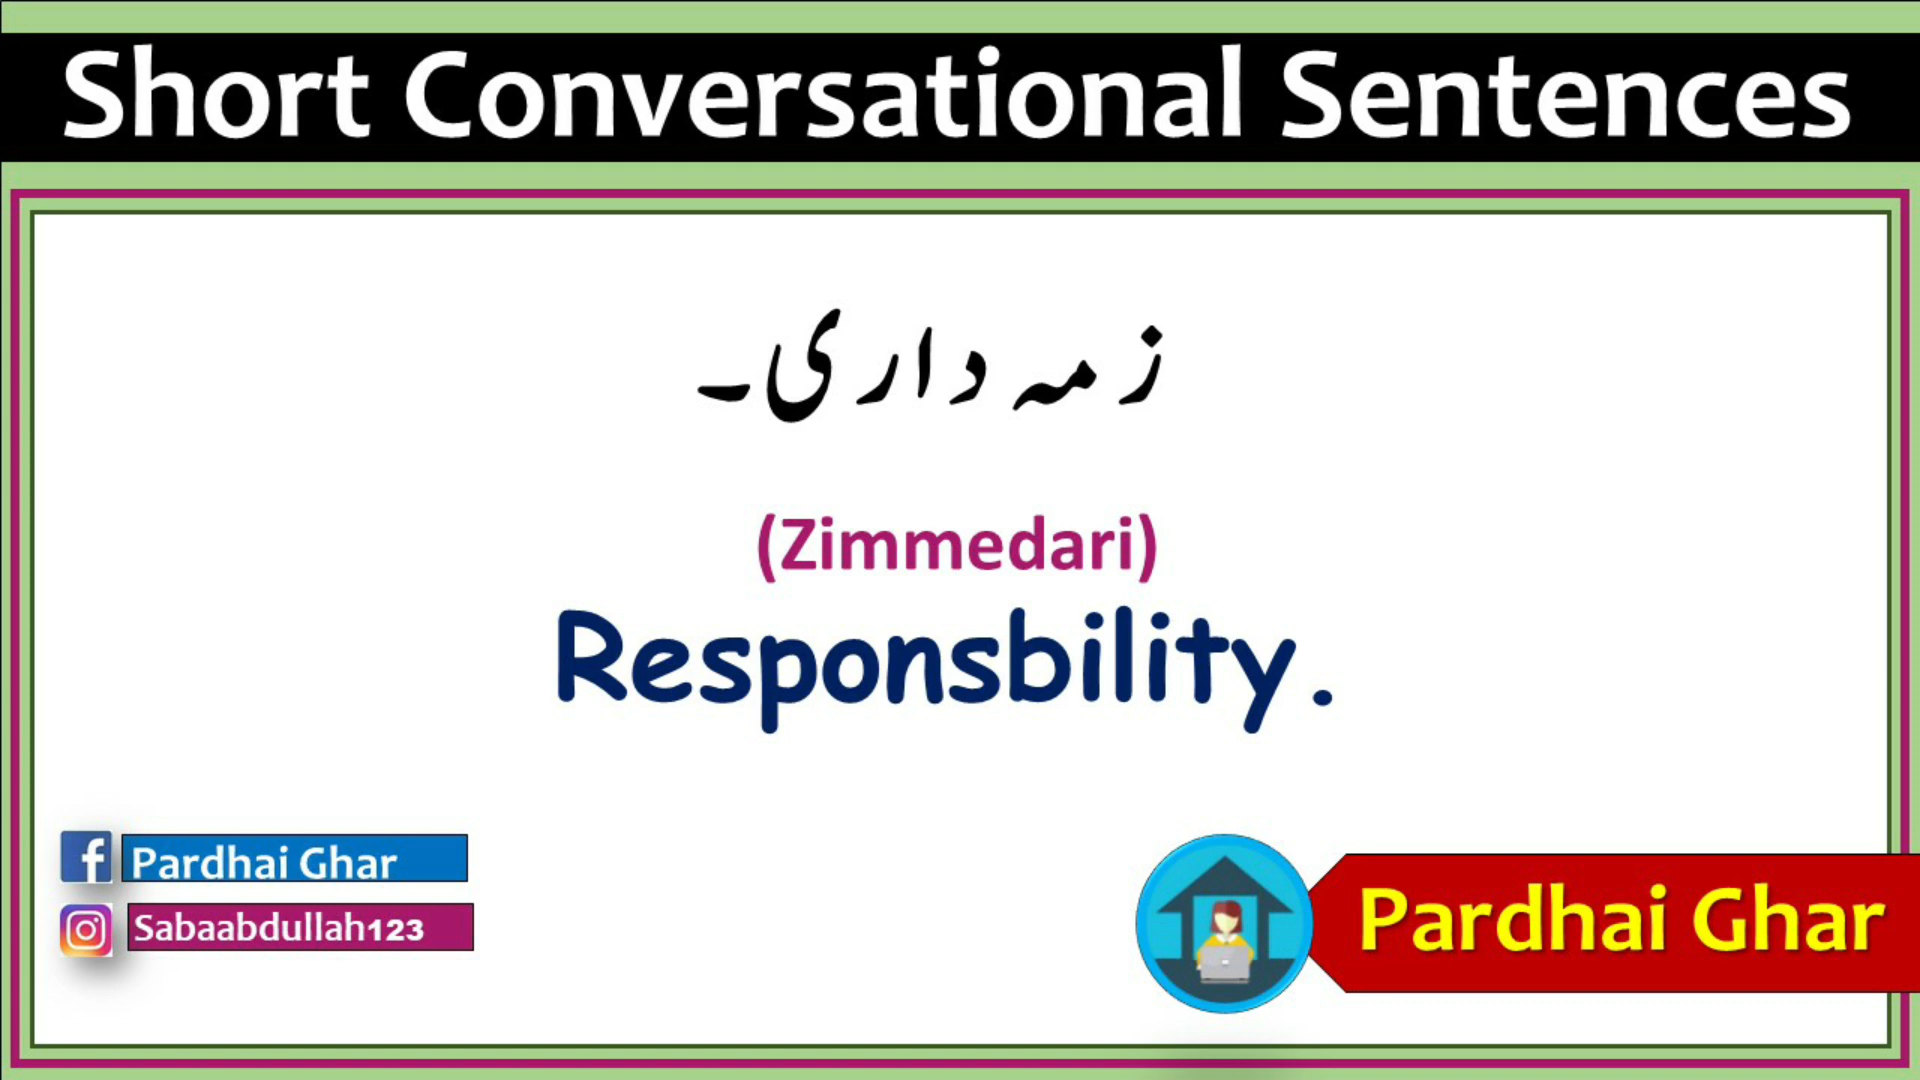 Short Conversational Sentences
زمہ داری۔
(Zimmedari)
Responsbility.
Pardhai Ghar
Sabaabdullah123
Pardhai Ghar